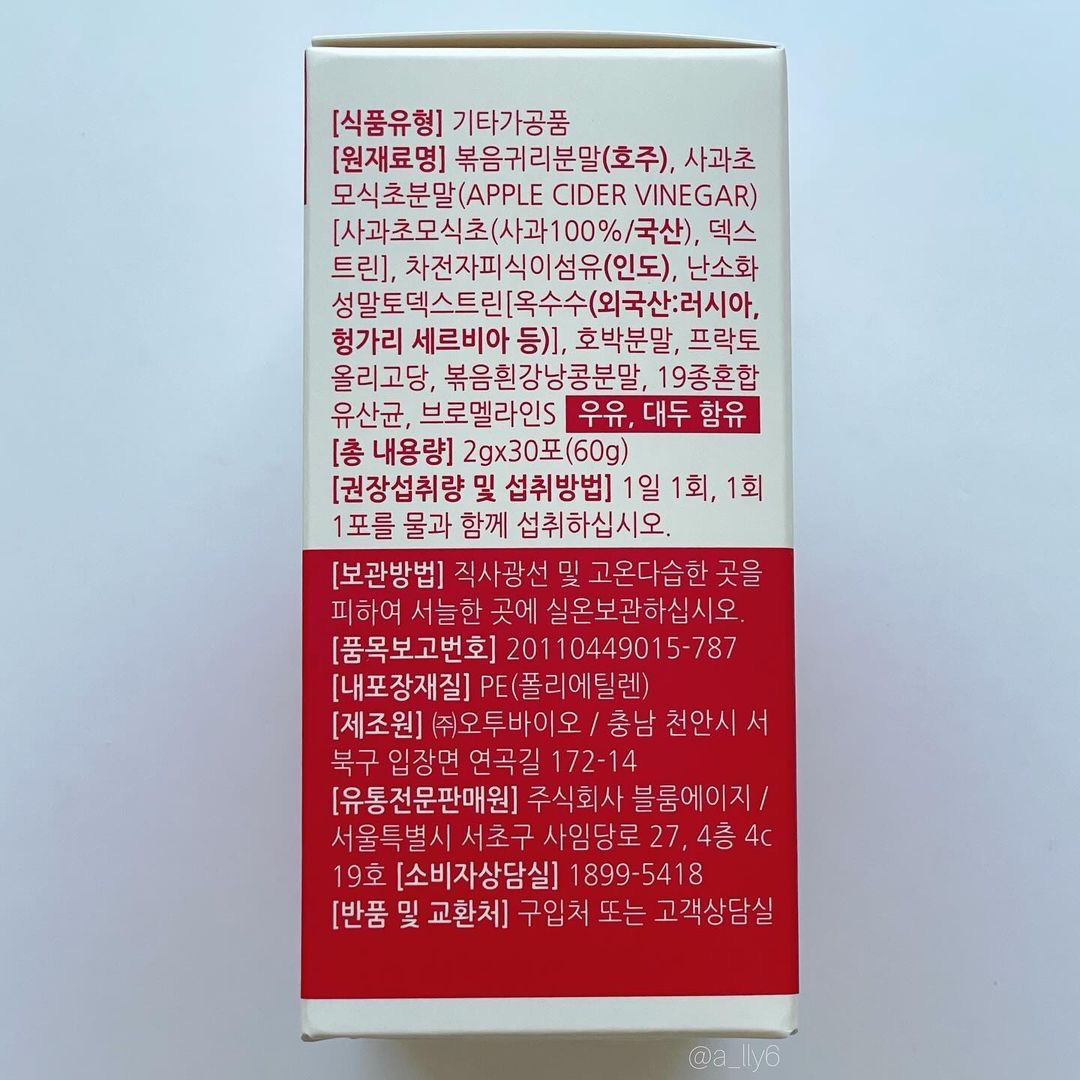 [식품유형] 기타가공품
[원재료명] 볶음귀리분말(호주), 사과초
모식초분말(APPLE CIDER VINEGAR)
[사과초모식초(사과100%/국산), 덱스
트린], 차전자피식이섬유(인도), 난소화
성말토덱스트린[옥수수(외국산:러시아,
헝가리 세르비아 등)], 호박분말, 프락토
올리고당, 볶음흰강낭콩분말, 19종혼합
유산균, 브로멜라인S 우유, 대두 함유
[총 내용량] 2gx30포(60g)
[권장섭취량 및 섭취방법] 1일 1회, 1회
1포를 물과 함께 섭취하십시오.
[보관방법] 직사광선 및 고온다습한 곳을
피하여 서늘한 곳에 실온보관하십시오.
[품목보고번호] 20110449015-787
[내포장재질] PE(폴리에틸렌)
[제조원] ㈜오투바이오 / 충남 천안시 서
북구 입장면 연곡길 172-14
[유통전문판매원] 주식회사 블룸에이지 /
서울특별시 서초구 사임당로 27, 4층 4c
19호 [소비자상담실] 1899-5418
[반품 및 교환처] 구입처 또는 고객상담실
@a_lly6